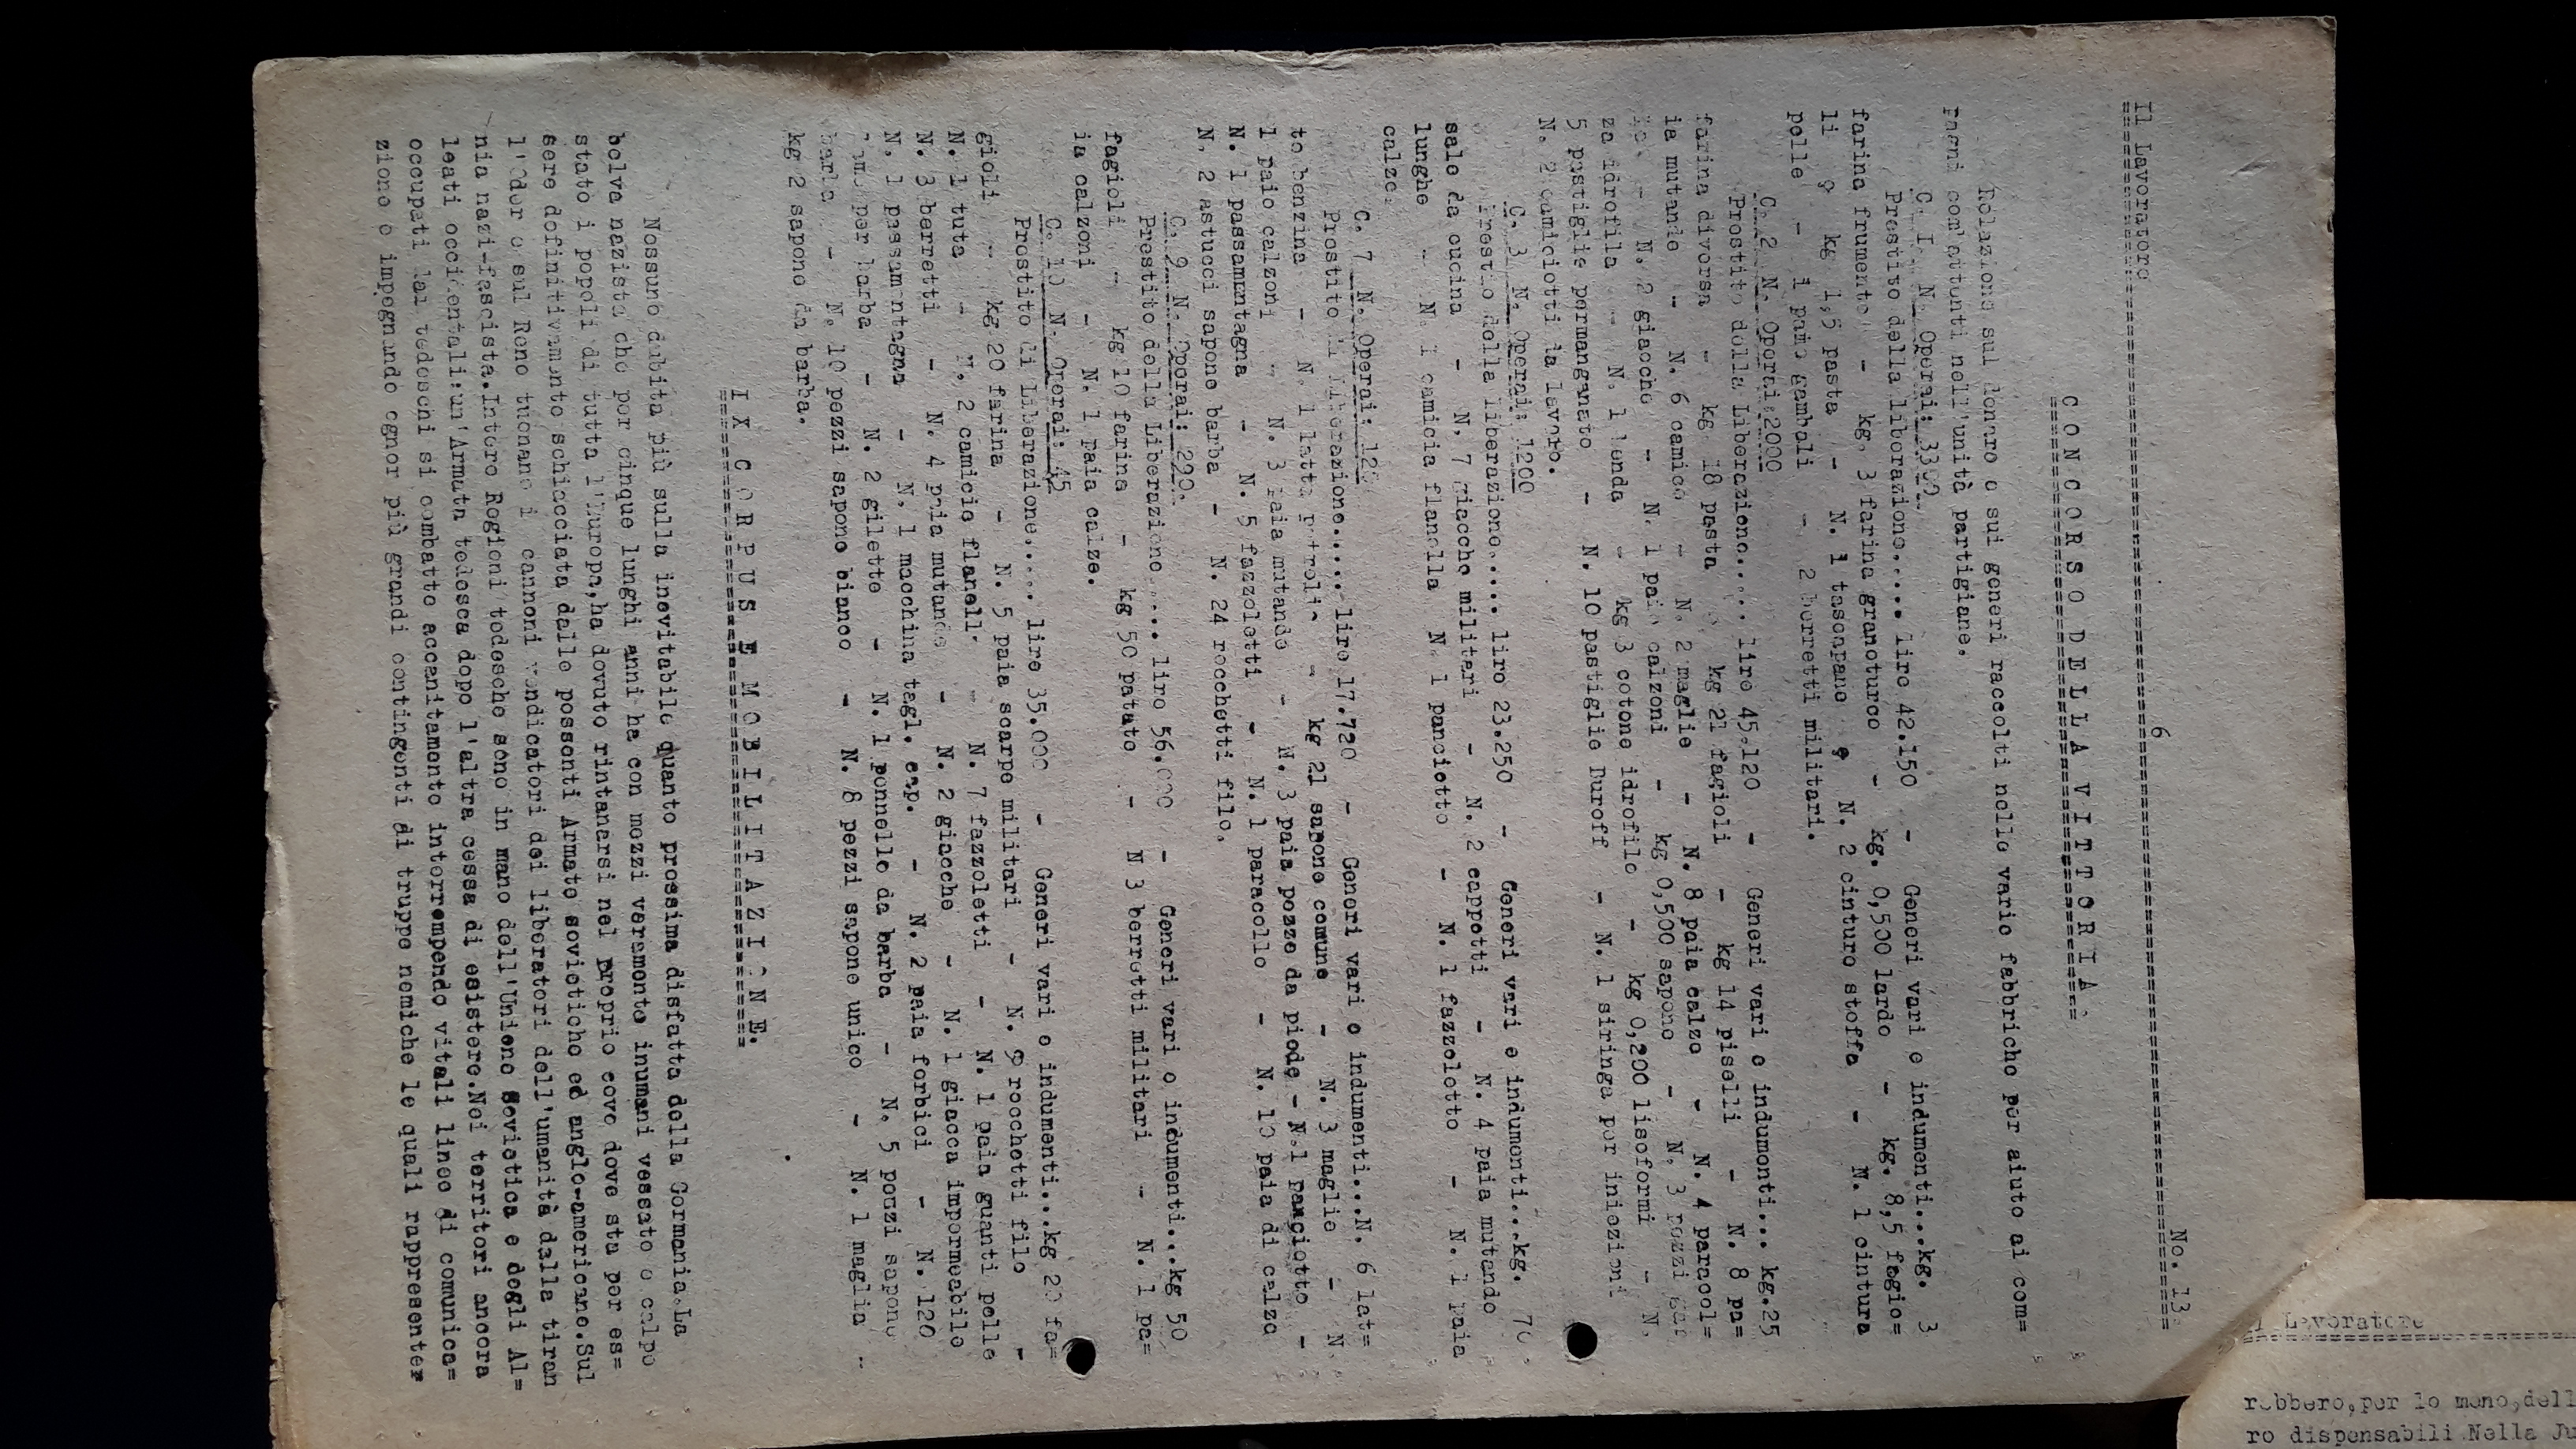 Il Lavoratore 6 No. 13
=====================================
C O N C O R S O D E L L A V I T T O R I A
=====================================
Relazione sul denaro e sui generi raccolti nelle varie fabbriche per aiuto ai com=
pagni combattenti nell'unità partigiane.
C. I. N. Operai: 3300.
Prestivo della liberazione..... lire 42.150 - Generi vari e indumenti...kg. 3
farina frumento - kg. 3 farina granoturco - kg. 0,500 lardo - kg. 8,5 fagio=
li kg 1,5 pasta - N. 1 tascapane N. 2 cinture stoffa - N. 1 cintura
pelle - 1 paio gambali - 2 berretti militari.
C. 2 N. Operai:2000
Prestito della Liberazione..... lire 45.120 - Generi vari e indumenti... kg.25
farina diversa - kg 18 pasta kg 21 fagioli - kg 14 piselli - N. 8 pa=
ia mutande - N. 6 camice - N. 2 maglie - N. 8 paia calze - N. 4 paracol=
N. 2 giacche - N. 1 paio calzoni - kg 0,500 sapone - N. 3 pezzi
za idrofila - N. 1 benda - kg 3 cotone idrofilo - kg 0,200 lisoformi - N.
5 pastiglie permanganato - N. 10 pastiglie Buroff - N. 1 siringa per iniezioni
N. 2 camiciotti da lavoro.
C. 3 N. Operai: 1200
Prestito della liberazione..... lire 23.250 - Generi vari e indumenti...kg. 70
sale da cucina - N. 7 giacche militari - N. 2 cappotti - N. 4 paia mutande
lunghe - N. 1 camicia flanella N. 1 panciotto - N. 1 fazzoletto - N. 1 paia
calze.
C. 7 N. Operai: 120
Prestito di liberazione...... lire 17.720 - Generi vari e indumenti...N. 6 lat=
te benzina - N. 1 latta petrolio - kg 21 sapone comune - N. 3 maglie - N
1 paio calzoni - N. 3 paia mutande - N. 3 paia pezze da piede - N.1 panciotto -
N. 1 passamontagna - N. 5 fazzoletti - N. 1 paracollo - N. 10 paia di calze
N. 2 astucci sapone barba - N. 24 rocchetti filo.
C. 9 N. Operai: 220.
Prestito della Liberazione ..... lire 56.000 - Generi vari e indumenti...kg 50
fagioli - kg 10 farina - kg 50 patate - N 3 berretti militari - N. 1 pa=
ia calzoni - N. 1 paia calze.
C. 10 N. Operai: 45
Prestito di Liberazione..... lire 35.000 - Generi vari e indumenti...kg 20 fa=
gioli - kg 20 farina - N. 5 paia scarpe militari - N. 9 rocchetti filo -
N. 1 tuta - N. 2 camicie flanella - N. 7 fazzoletti - N. 1 paia guanti pelle
N. 3 berretti - N. 4 paia mutande - N. 2 giacche - N. 1 giacca impermeabile
N. 1 passamontagna - N. 1 macchina tagl. cap. - N. 2 paia forbici - N. 120
lame per barba - N. 2 gilette - N. 1 pennello da barba - N. 5 pezzi sapone
barba - N. 10 pezzi sapone bianco - N. 8 pezzi sapone unico - N. 1 maglia -
kg 2 sapone da barba.
I X C O R P U S E M O B I L I T A Z I O N E.
=====================================
Nessuno dubita più sulla inevitabile quanto prossima disfatta della Germania.La
belva nazista che per cinque lunghi anni ha con mezzi veramente inumani vessato e calpe
stato i popoli di tutta l'Europa,ha dovuto rintanarsi nel proprio covo dove sta per es=
sere definitivamente schiacciata dalle possenti Armate sovietiche ed anglo-americane.Sul
l'Oder e sul Reno tuonano i cannoni vendicatori dei liberatori dell'umanità dalla tiran
nia nazi-fascista.Intere Regioni tedesche sono in mano dell'Unione Sovietica e degli Al=
leati occidentali:un'Armata tedesca dopo l'altra cessa di esistere.Nei territori ancora
occupati dai tedeschi si combatte accanitamente interrompendo vitali linee di comunica=
zione e impegnando ognor più grandi contingenti di truppe nemiche le quali rappresenter
Lavoratore
rebbero,per lo meno,dell
ro dispensabili.Nella Ju